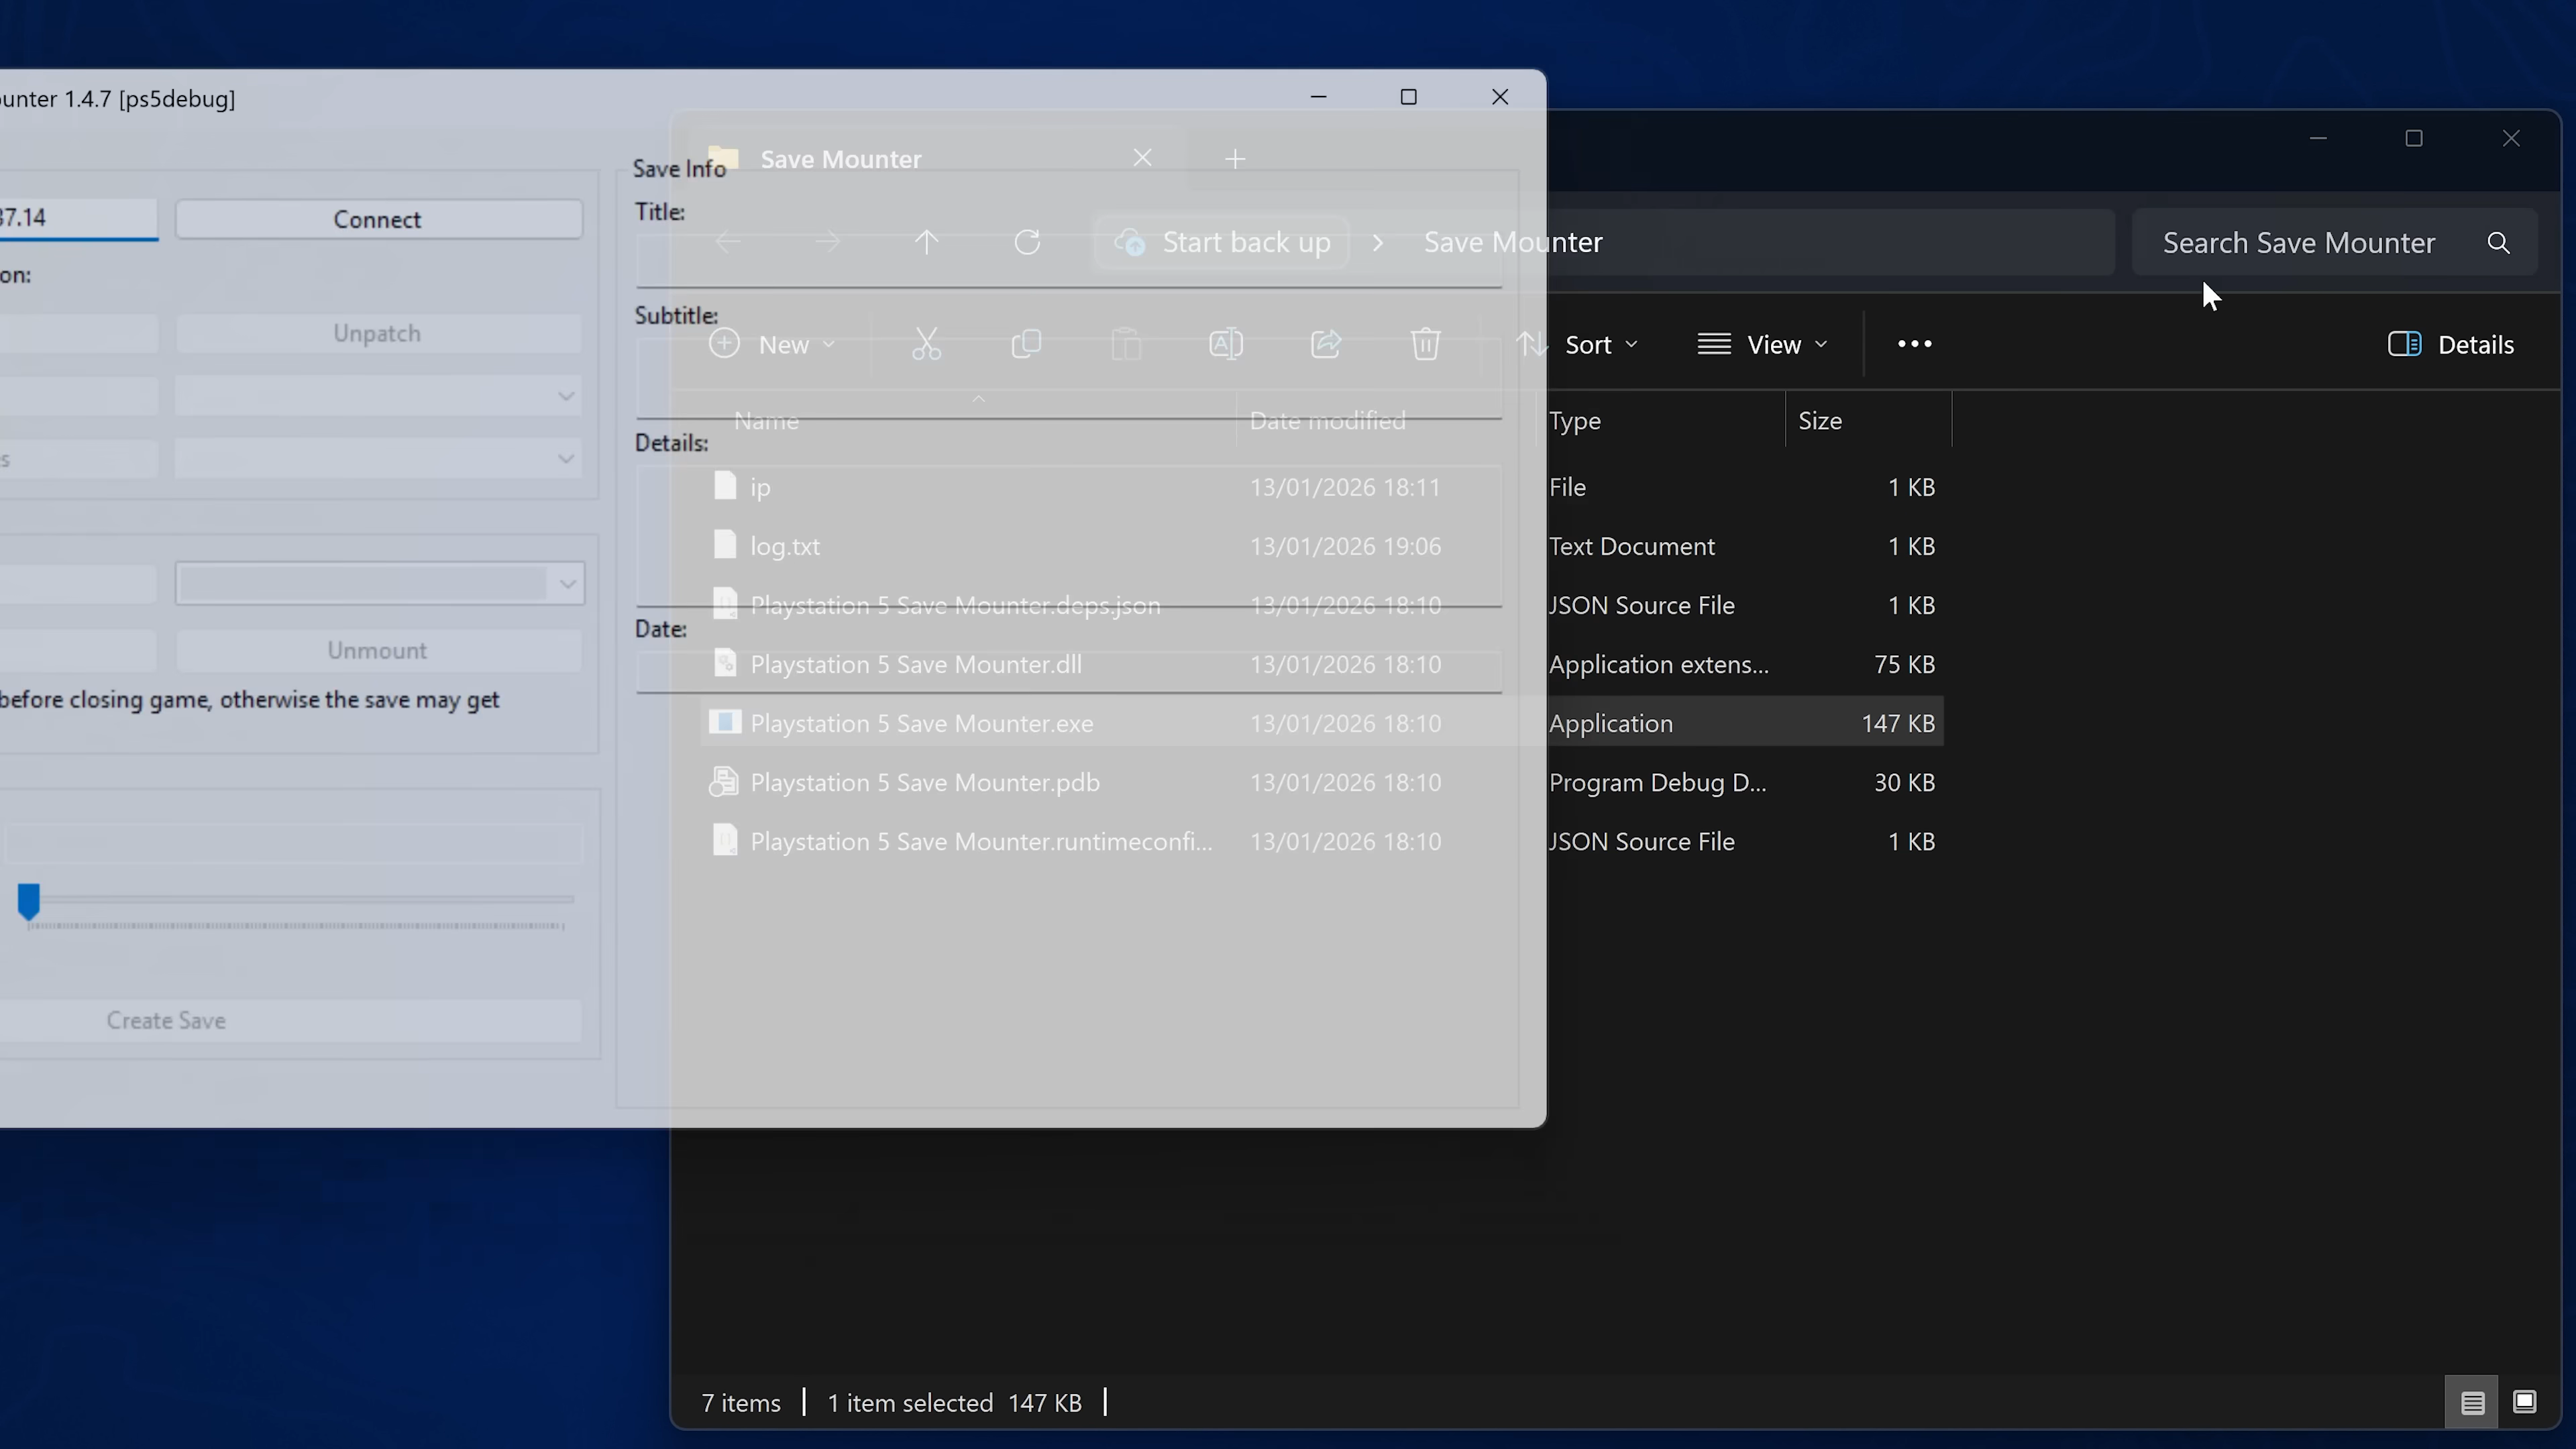 unter 1.4.7 [ps5debug]
37.14
Connect
on:
Unpatch
s
Unmount
before closing game, otherwise the save may get
Create Save
Save Info
Title:
Subtitle:
Details:
Date:
Save Mounter
Start back up > Save Mounter
Search Save Mounter
New
Sort
View
Details
Name Date modified Type Size
ip 13/01/2026 18:11 File 1 KB
log.txt 13/01/2026 19:06 Text Document 1 KB
Playstation 5 Save Mounter.deps.json 13/01/2026 18:10 JSON Source File 1 KB
Playstation 5 Save Mounter.dll 13/01/2026 18:10 Application extens... 75 KB
Playstation 5 Save Mounter.exe 13/01/2026 18:10 Application 147 KB
Playstation 5 Save Mounter.pdb 13/01/2026 18:10 Program Debug D... 30 KB
Playstation 5 Save Mounter.runtimeconfi... 13/01/2026 18:10 JSON Source File 1 KB
7 items 1 item selected 147 KB